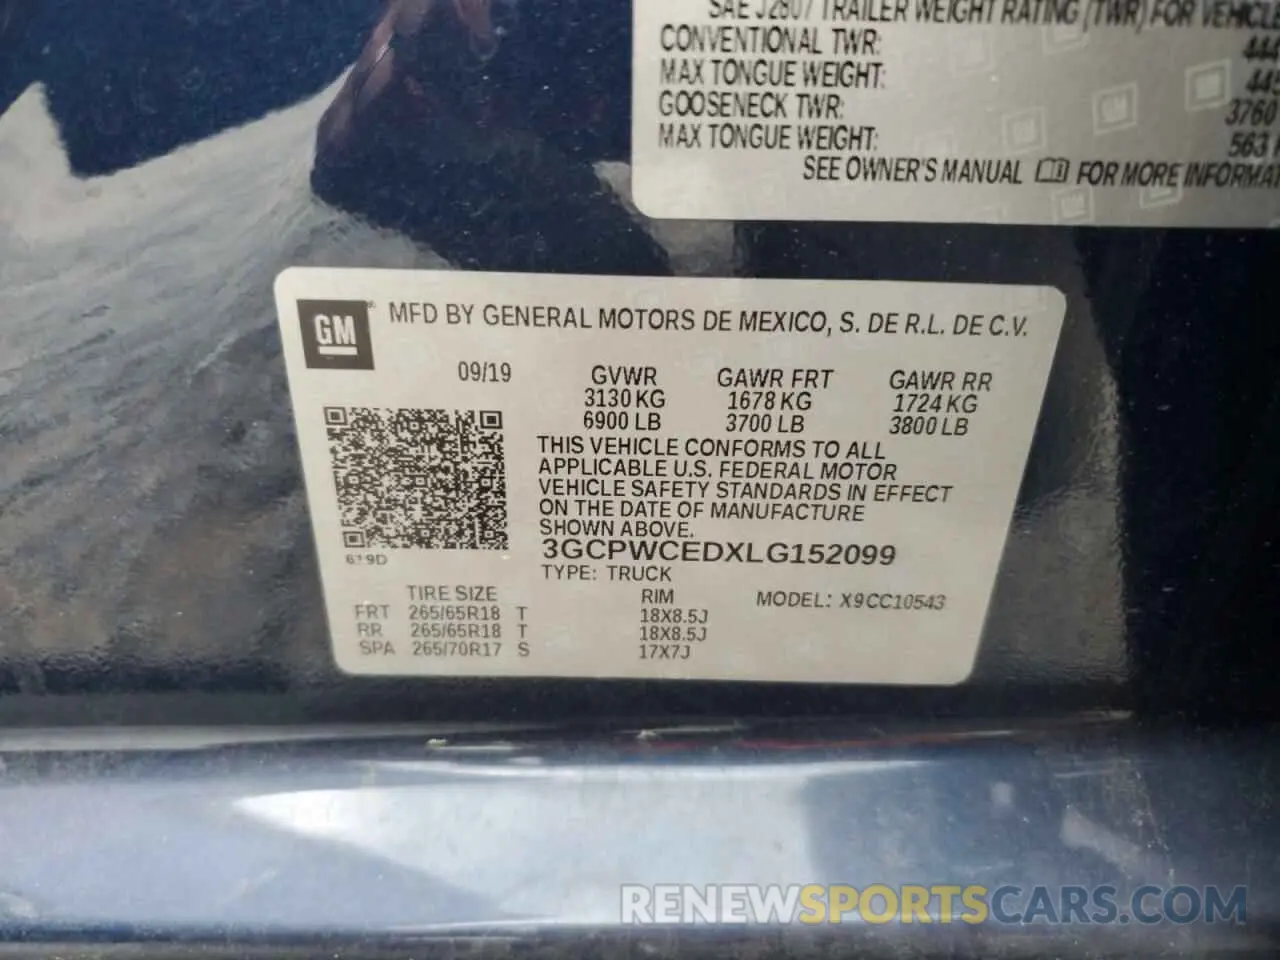 SAE J2807 TRAILER WEIGHT RATING (TWR) FOR VEHICLE
CONVENTIONAL TWR: 444
MAX TONGUE WEIGHT: 445
GOOSENECK TWR: 3760
MAX TONGUE WEIGHT: 563
SEE OWNER'S MANUAL FOR MORE INFORMAT
GM
MFD BY GENERAL MOTORS DE MEXICO, S. DE R.L. DE C.V.
09/19 GVWR GAWR FRT GAWR RR
3130 KG 1678 KG 1724 KG
6900 LB 3700 LB 3800 LB
THIS VEHICLE CONFORMS TO ALL
APPLICABLE U.S. FEDERAL MOTOR
VEHICLE SAFETY STANDARDS IN EFFECT
ON THE DATE OF MANUFACTURE
SHOWN ABOVE.
3GCPWCEDXLG152099
619D
TYPE: TRUCK
TIRE SIZE RIM MODEL: X9CC10543
FRT 265/65R18 T 18X8.5J
RR 265/65R18 T 18X8.5J
SPA 265/70R17 S 17X7J
RENEWSPORTSCARS.COM